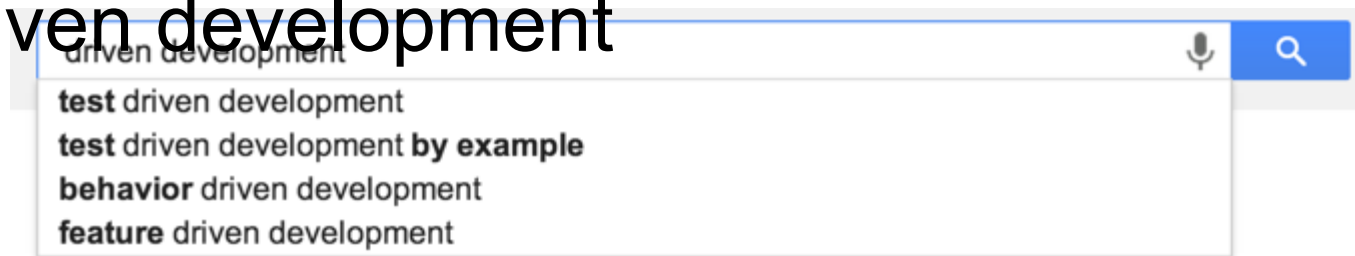 ven development
driven development
test driven development
test driven development by example
behavior driven development
feature driven development